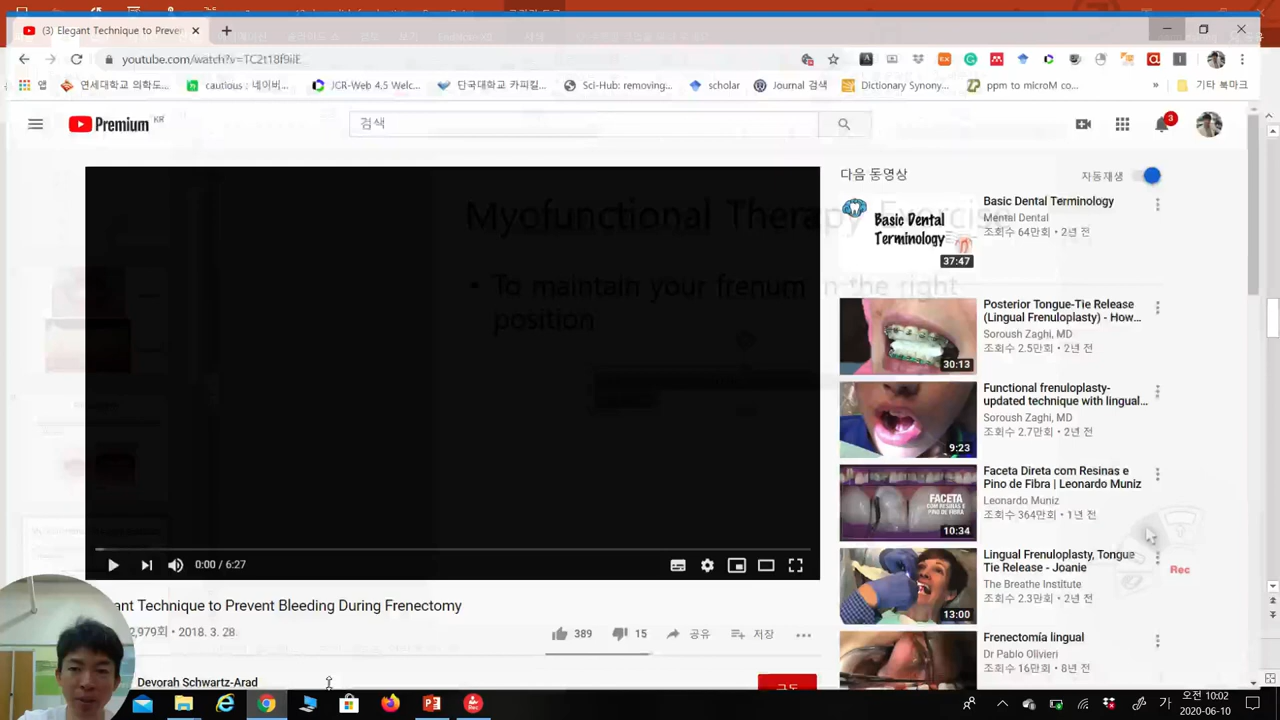 (3) Elegant Technique to Preven
youtube.com/watch?v=TC2t18f9iiE
앱
연세대학교 의학도...
cautious : 네이버...
JCR-Web 4.5 Welc...
단국대학교 카피킬...
Sci-Hub: removing...
scholar
Journal 검색
Dictionary Synony...
ppm to microM co...
»
기타 북마크
Premium KR
검색
3
다음 동영상
자동재생
Myofunctional Therapy Exercise
• To maintain your frenum in the right
position
Basic Dental
Terminology
37:47
Basic Dental Terminology
Mental Dental
조회수 64만회 • 2년 전
30:13
Posterior Tongue-Tie Release
(Lingual Frenuloplasty) - How...
Soroush Zaghi, MD
조회수 2.5만회 • 2년 전
9:23
Functional frenuloplasty-
updated technique with lingual...
Soroush Zaghi, MD
조회수 2.7만회 • 2년 전
FACETA
COM RESINAS E
PINO DE FIBRA
10:34
Faceta Direta com Resinas e
Pino de Fibra | Leonardo Muniz
Leonardo Muniz
조회수 364만회 • 1년 전
13:00
Lingual Frenuloplasty, Tongue
Tie Release - Joanie
The Breathe Institute
조회수 2.3만회 • 2년 전
Rec
Frenectomía lingual
Dr Pablo Olivieri
조회수 16만회 • 8년 전
0:00 / 6:27
ant Technique to Prevent Bleeding During Frenectomy
2,979회 • 2018. 3. 28.
389
15
공유
저장
Devorah Schwartz-Arad
구독
가
오전 10:02
2020-06-10